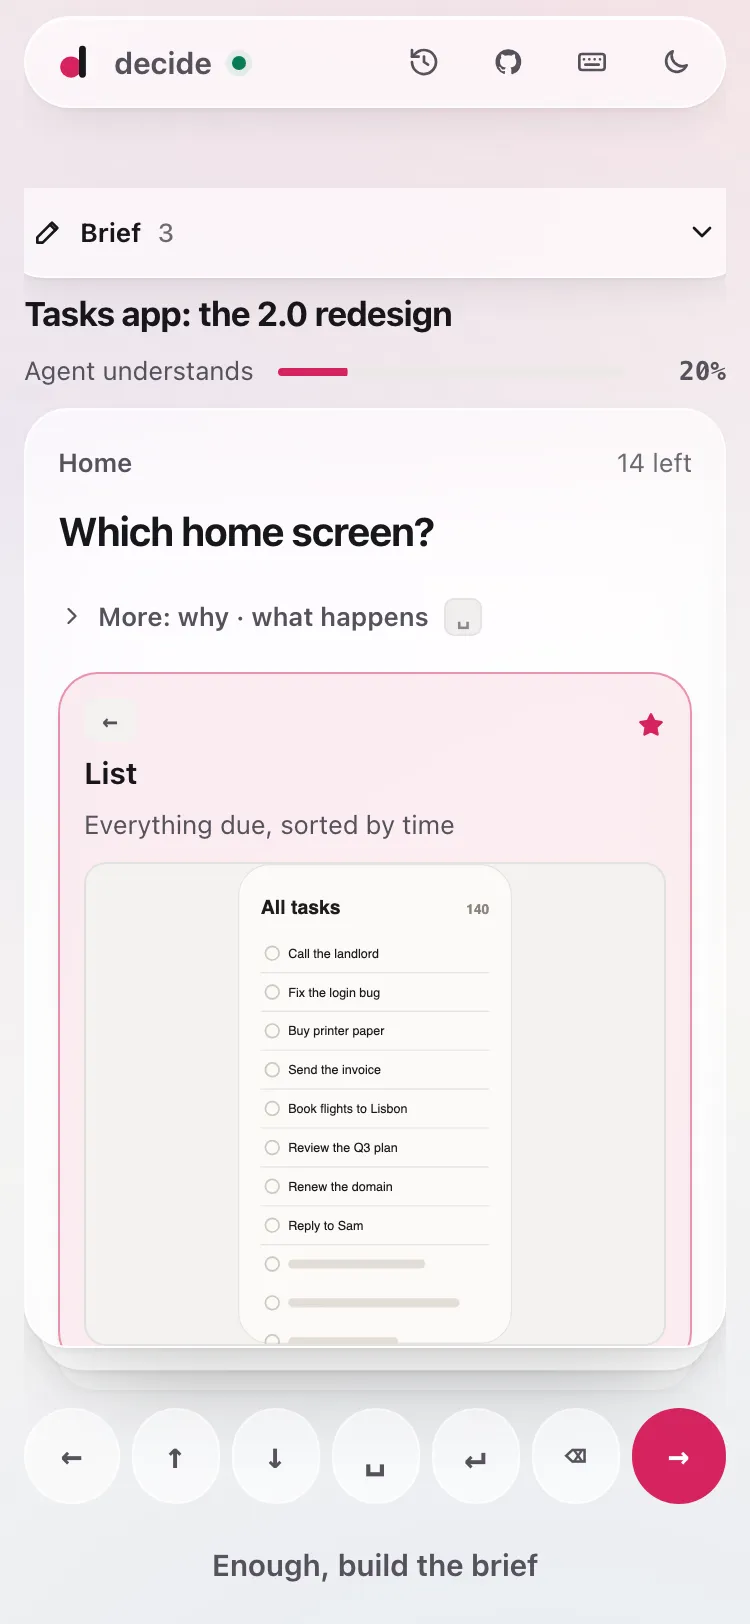 decide
Brief 3
Tasks app: the 2.0 redesign
Agent understands 20%
Home 14 left
Which home screen?
More: why · what happens ␣
←
List
Everything due, sorted by time
All tasks 140
Call the landlord
Fix the login bug
Buy printer paper
Send the invoice
Book flights to Lisbon
Review the Q3 plan
Renew the domain
Reply to Sam
← ↑ ↓ ␣ ↵ ⌫ →
Enough, build the brief